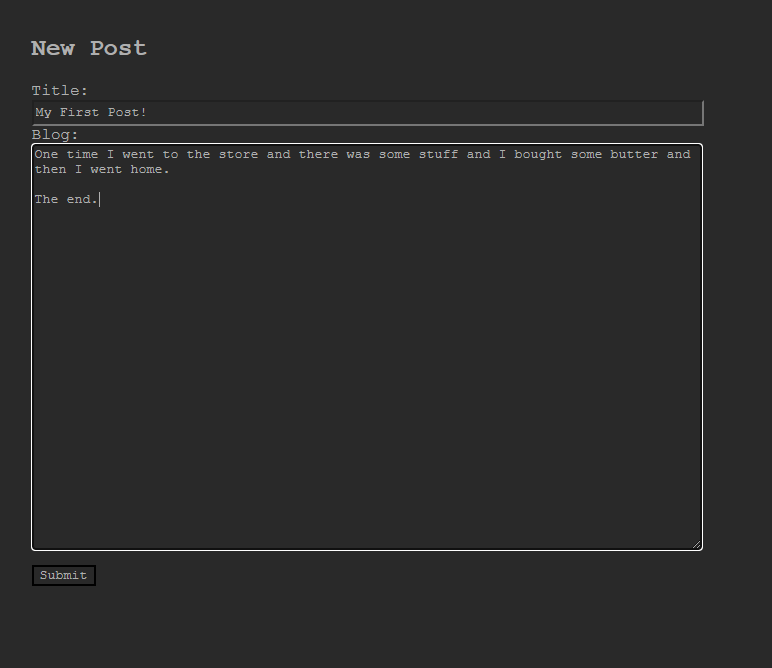 New Post
Title:
My First Post!
Blog:
One time I went to the store and there was some stuff and I bought some butter and
then I went home.
The end.
Submit